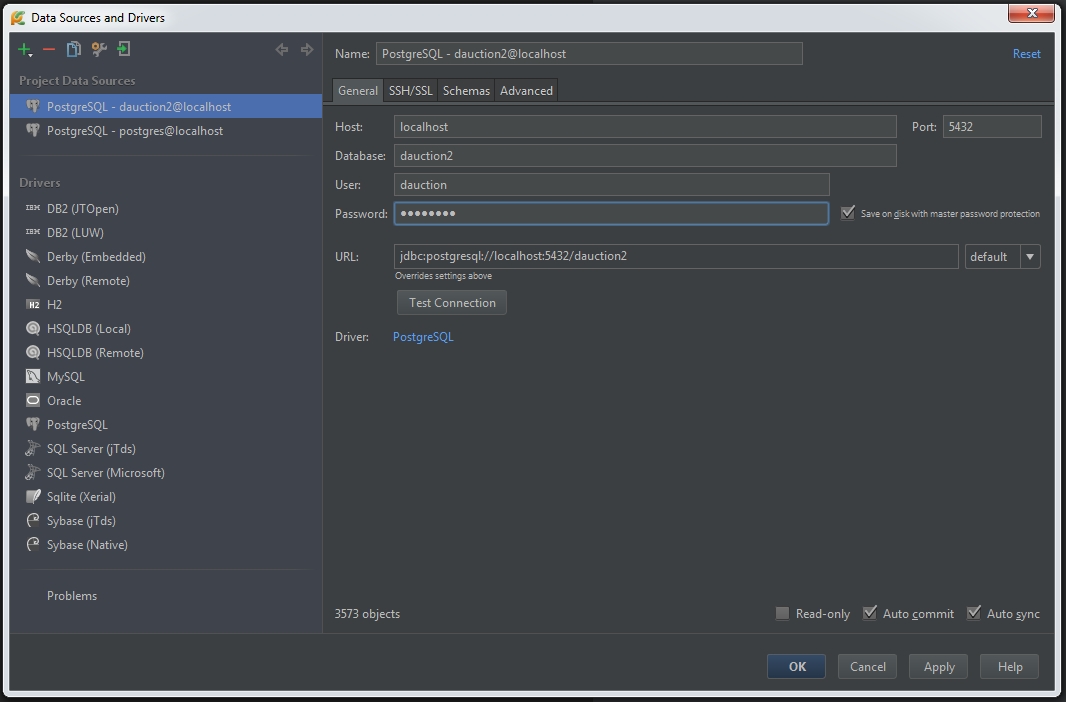 Data Sources and Drivers
Project Data Sources
PostgreSQL - dauction2@localhost
PostgreSQL - postgres@localhost
Drivers
IBM DB2 (JTOpen)
IBM DB2 (LUW)
Derby (Embedded)
Derby (Remote)
H2 H2
HSQLDB (Local)
HSQLDB (Remote)
MySQL
Oracle
PostgreSQL
SQL Server (jTds)
SQL Server (Microsoft)
Sqlite (Xerial)
Sybase (jTds)
Sybase (Native)
Problems
Name: PostgreSQL - dauction2@localhost Reset
General SSH/SSL Schemas Advanced
Host: localhost Port: 5432
Database: dauction2
User: dauction
Password: ●●●●●●●● Save on disk with master password protection
URL: jdbc:postgresql://localhost:5432/dauction2 default
Overrides settings above
Test Connection
Driver: PostgreSQL
3573 objects Read-only Auto commit Auto sync
OK Cancel Apply Help